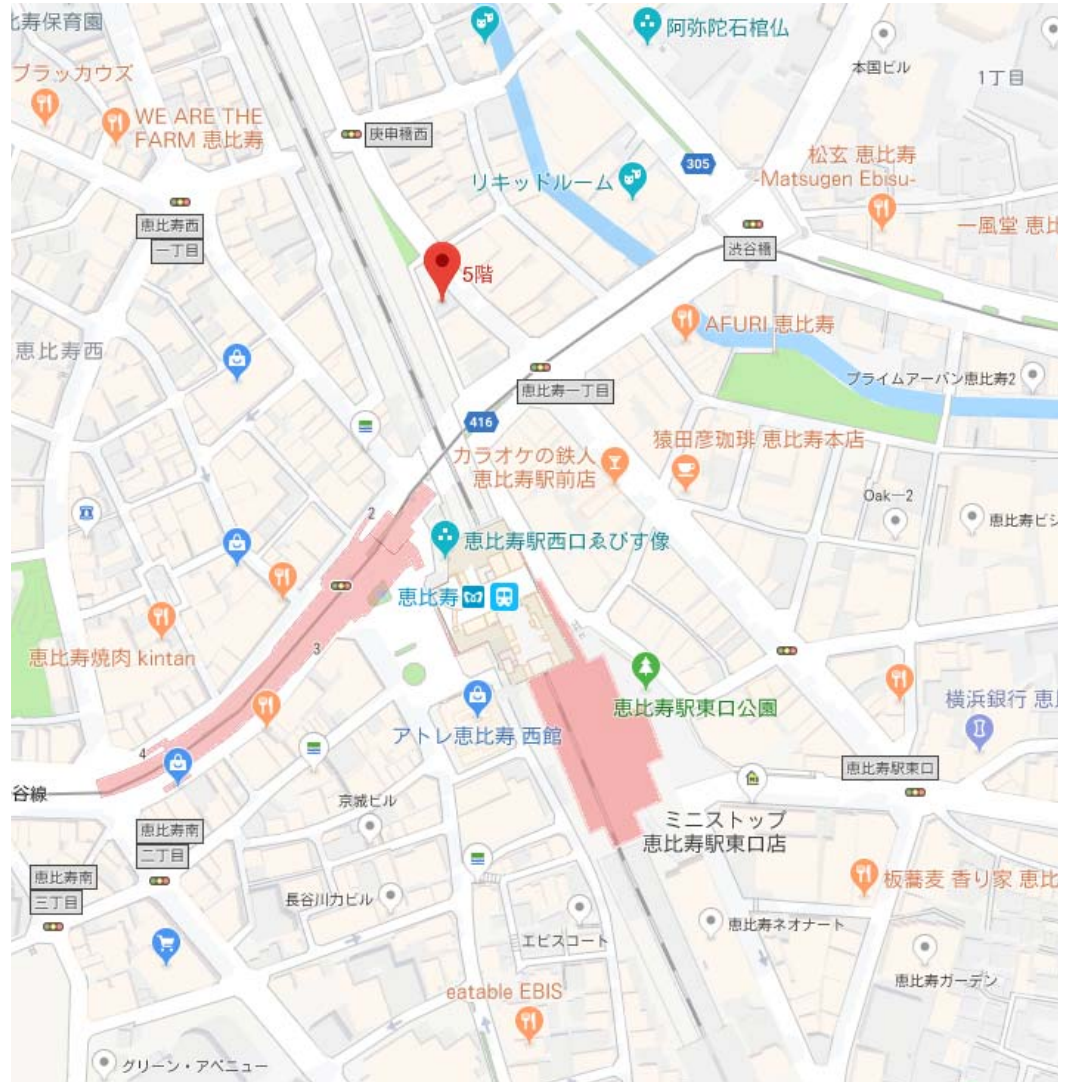 比寿保育園
ブラッカウズ
WE ARE THE
FARM 恵比寿
阿弥陀石棺仏
本国ビル
1丁目
庚申橋西
リキッドルーム
305
松玄 恵比寿
-Matsugen Ebisu-
一風堂 恵比
恵比寿西
一丁目
渋谷橋
5階
恵比寿西
AFURI 恵比寿
プライムアーバン恵比寿2
恵比寿一丁目
416
カラオケの鉄人
恵比寿駅前店
猿田彦珈琲 恵比寿本店
Oak―2
恵比寿ビシ
2
恵比寿駅西口ゑびす像
恵比寿
3
恵比寿焼肉 kintan
恵比寿駅東口公園
横浜銀行 恵
アトレ恵比寿 西館
4
恵比寿駅東口
谷線
京城ビル
ミニストップ
恵比寿駅東口店
恵比寿南
二丁目
恵比寿南
三丁目
長谷川力ビル
板蕎麦 香り家 恵比
恵比寿ネオナート
エビスコート
恵比寿ガーデン
eatable EBIS
グリーン・アベニュー